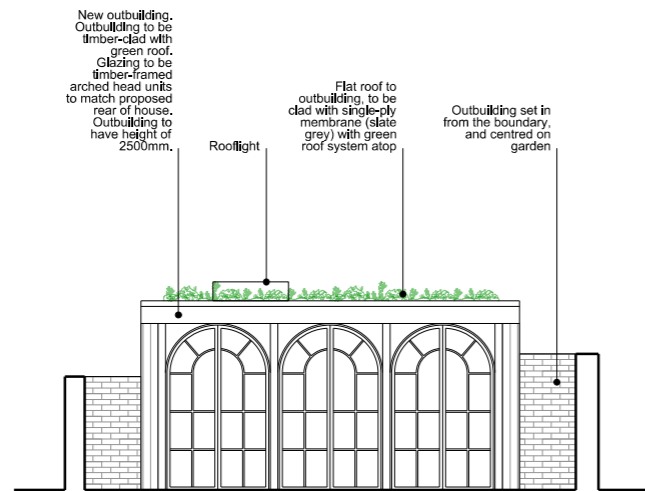 New outbuilding.
Outbuilding to be
timber-clad with
green roof.
Glazing to be
timber-framed
arched head units
to match proposed
rear of house.
Outbuilding to
have height of
2500mm.
Rooflight
Flat roof to
outbuilding, to be
clad with single-ply
membrane (slate
grey) with green
roof system atop
Outbuilding set in
from the boundary,
and centred on
garden